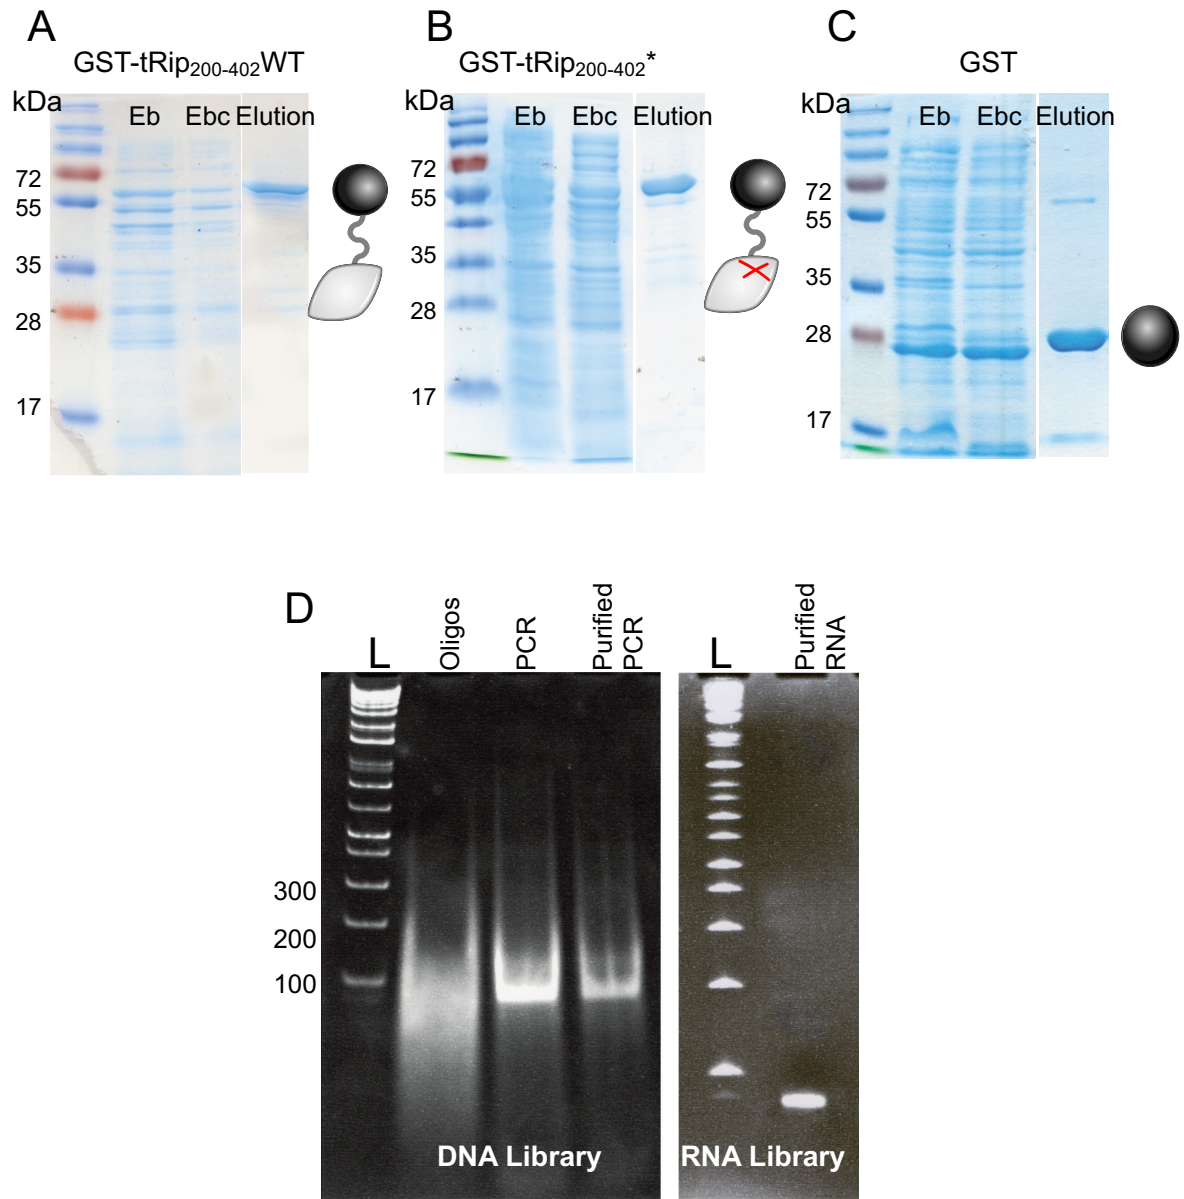 A
GST-tRip200-402WT
kDa
Eb Ebc Elution
72
55
35
28
17
B
GST-tRip200-402*
kDa
Eb Ebc Elution
72
55
35
28
17
C
GST
kDa
Eb Ebc Elution
72
55
35
28
17
D
L
Oligos
PCR
Purified
PCR
L
Purified
RNA
300
200
100
DNA Library
RNA Library